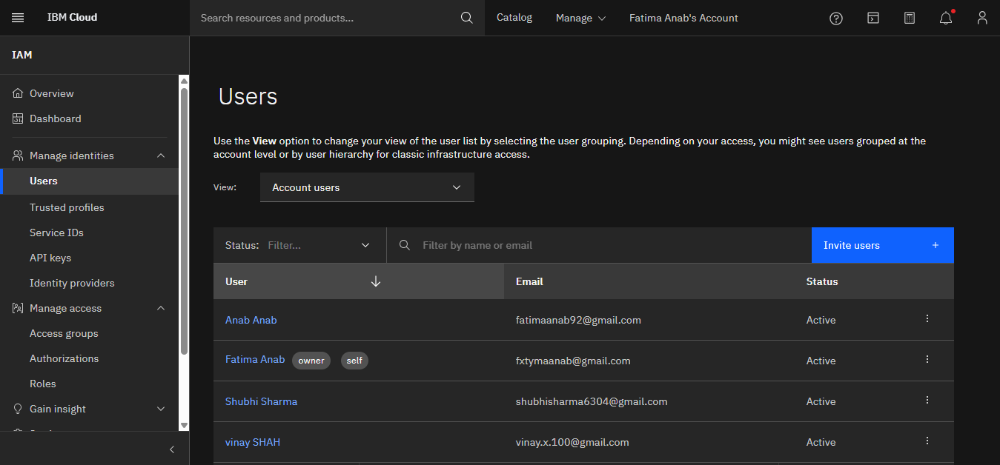 IBM Cloud
Search resources and products...
Catalog
Manage
Fatima Anab's Account
IAM
Overview
Dashboard
Manage identities
Users
Trusted profiles
Service IDs
API keys
Identity providers
Manage access
Access groups
Authorizations
Roles
Gain insight
Users
Use the View option to change your view of the user list by selecting the user grouping. Depending on your access, you might see users grouped at the
account level or by user hierarchy for classic infrastructure access.
View:
Account users
Status: Filter...
Filter by name or email
Invite users +
User Email Status
Anab Anab fatimaanab92@gmail.com Active
Fatima Anab owner self fxtymaanab@gmail.com Active
Shubhi Sharma shubhisharma6304@gmail.com Active
vinay SHAH vinay.x.100@gmail.com Active